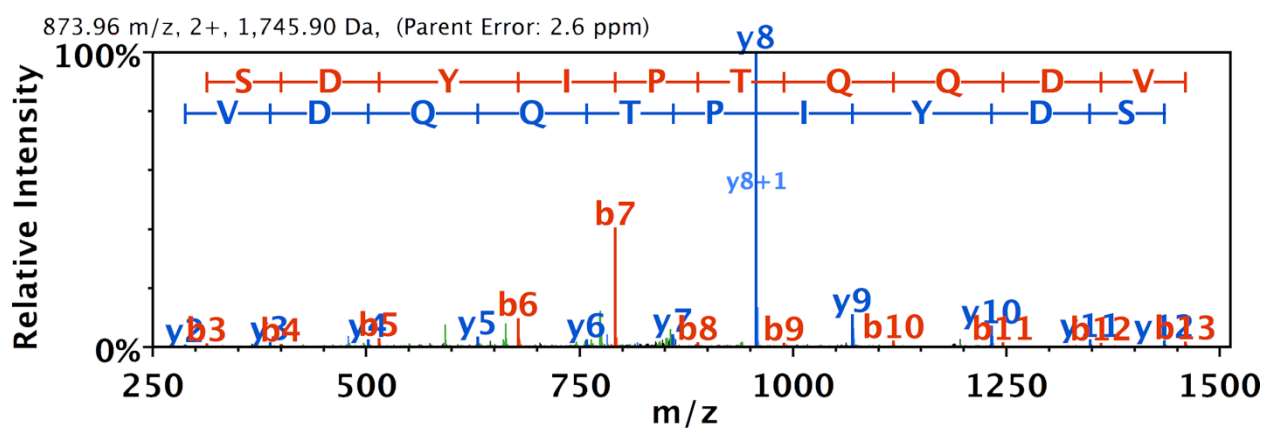 873.96 m/z, 2+, 1,745.90 Da, (Parent Error: 2.6 ppm)
y8
100%
S D Y I P T Q Q D V
V D Q Q T P I Y D S
y8+1
b7
Relative Intensity
b6 y9
y2 b3 y3 b4 y4 b5 y5 y6 y7 b8 b9 b10 y10 b11 y11 b12 y12 b13
0%
250 500 750 1000 1250 1500
m/z